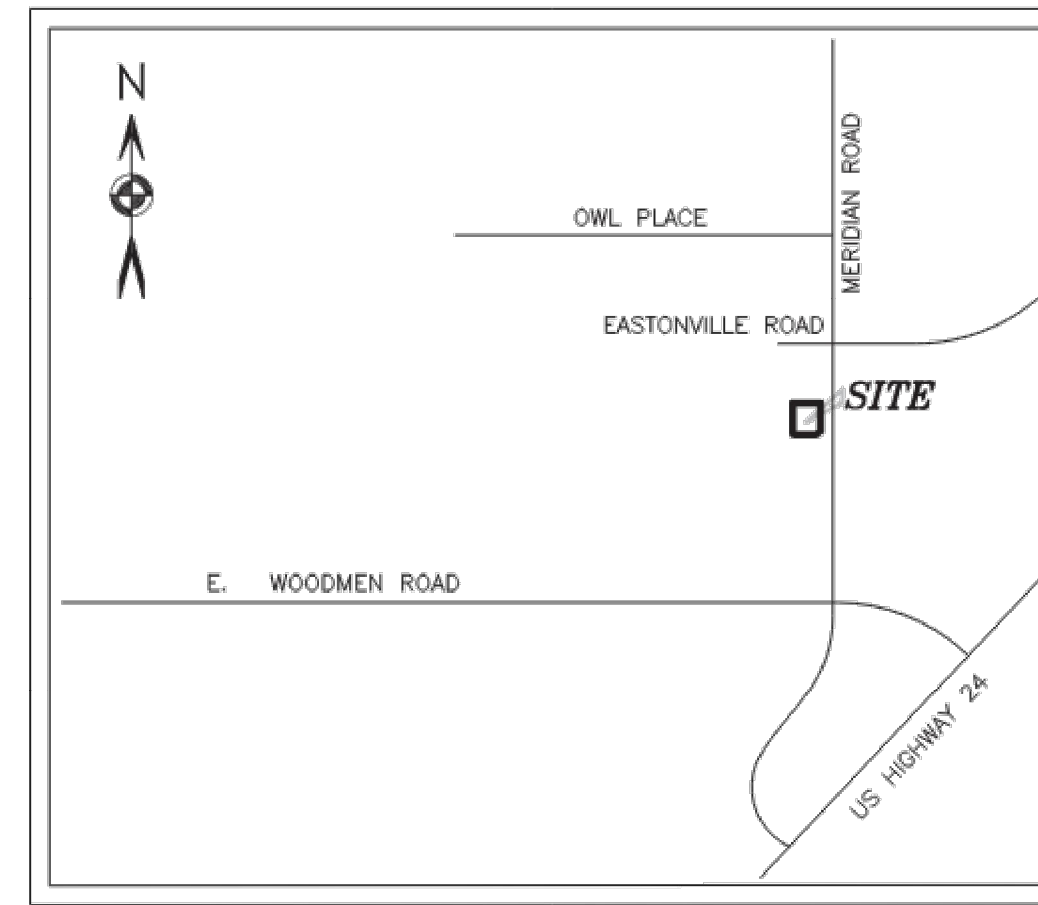 N
MERIDIAN ROAD
OWL PLACE
EASTONVILLE ROAD
SITE
E. WOODMEN ROAD
US HIGHWAY 24